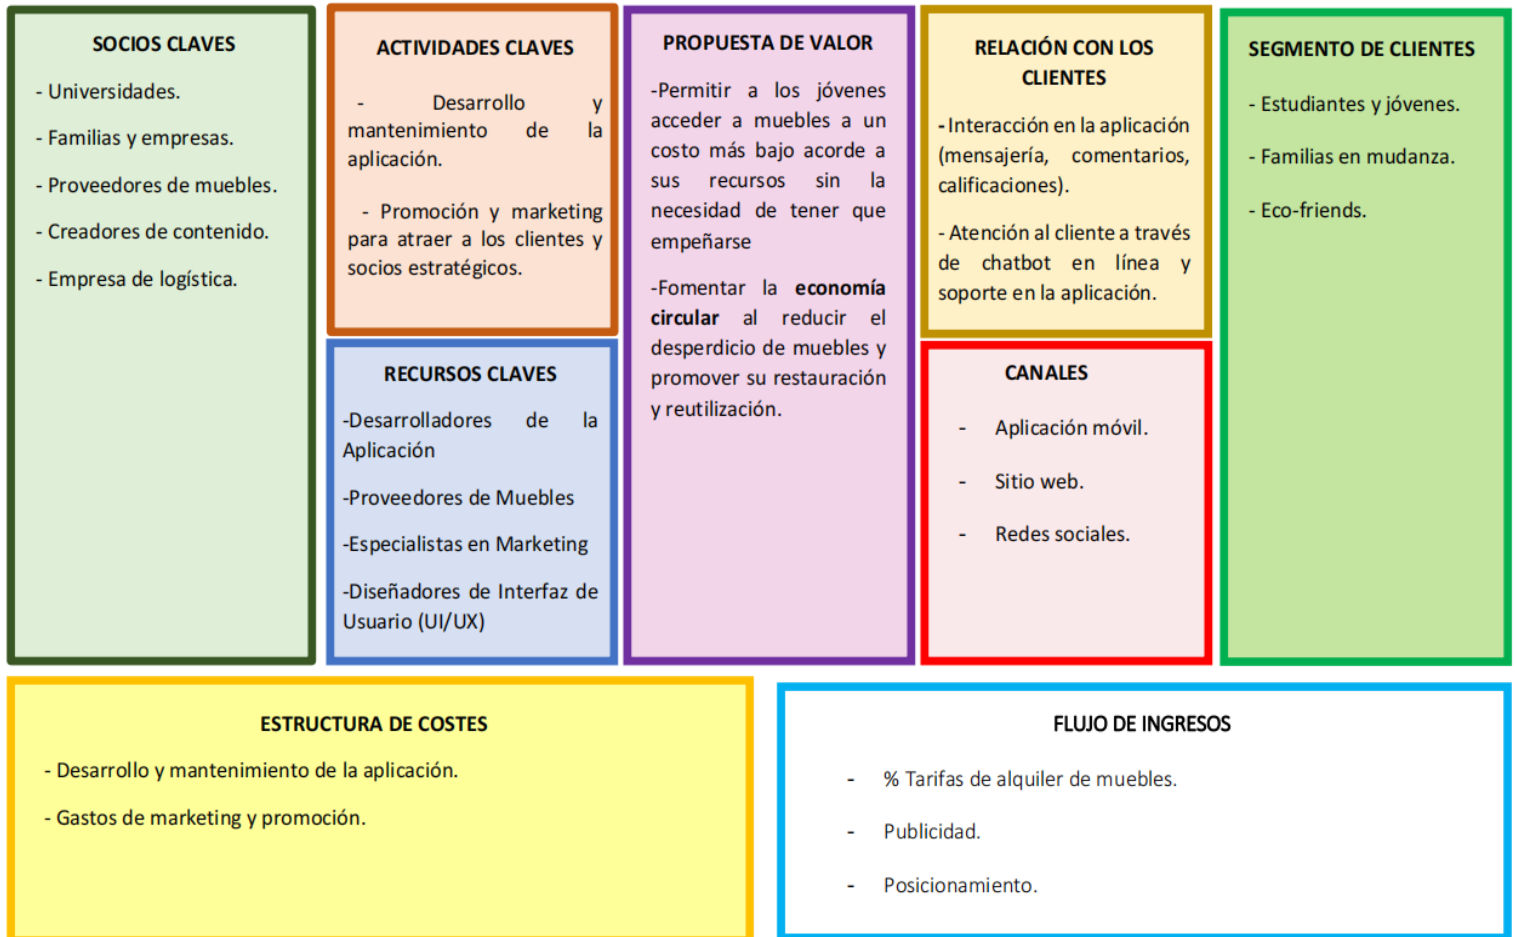 SOCIOS CLAVES
- Universidades.
- Familias y empresas.
- Proveedores de muebles.
- Creadores de contenido.
- Empresa de logística.
ACTIVIDADES CLAVES
- Desarrollo y
mantenimiento de la
aplicación.
- Promoción y marketing
para atraer a los clientes y
socios estratégicos.
RECURSOS CLAVES
-Desarrolladores de la
Aplicación
-Proveedores de Muebles
-Especialistas en Marketing
-Diseñadores de Interfaz de
Usuario (UI/UX)
PROPUESTA DE VALOR
-Permitir a los jóvenes
acceder a muebles a un
costo más bajo acorde a
sus recursos sin la
necesidad de tener que
empeñarse
-Fomentar la economía
circular al reducir el
desperdicio de muebles y
promover su restauración
y reutilización.
RELACIÓN CON LOS
CLIENTES
- Interacción en la aplicación
(mensajería, comentarios,
calificaciones).
- Atención al cliente a través
de chatbot en línea y
soporte en la aplicación.
CANALES
- Aplicación móvil.
- Sitio web.
- Redes sociales.
SEGMENTO DE CLIENTES
- Estudiantes y jóvenes.
- Familias en mudanza.
- Eco-friends.
ESTRUCTURA DE COSTES
- Desarrollo y mantenimiento de la aplicación.
- Gastos de marketing y promoción.
FLUJO DE INGRESOS
- % Tarifas de alquiler de muebles.
- Publicidad.
- Posicionamiento.